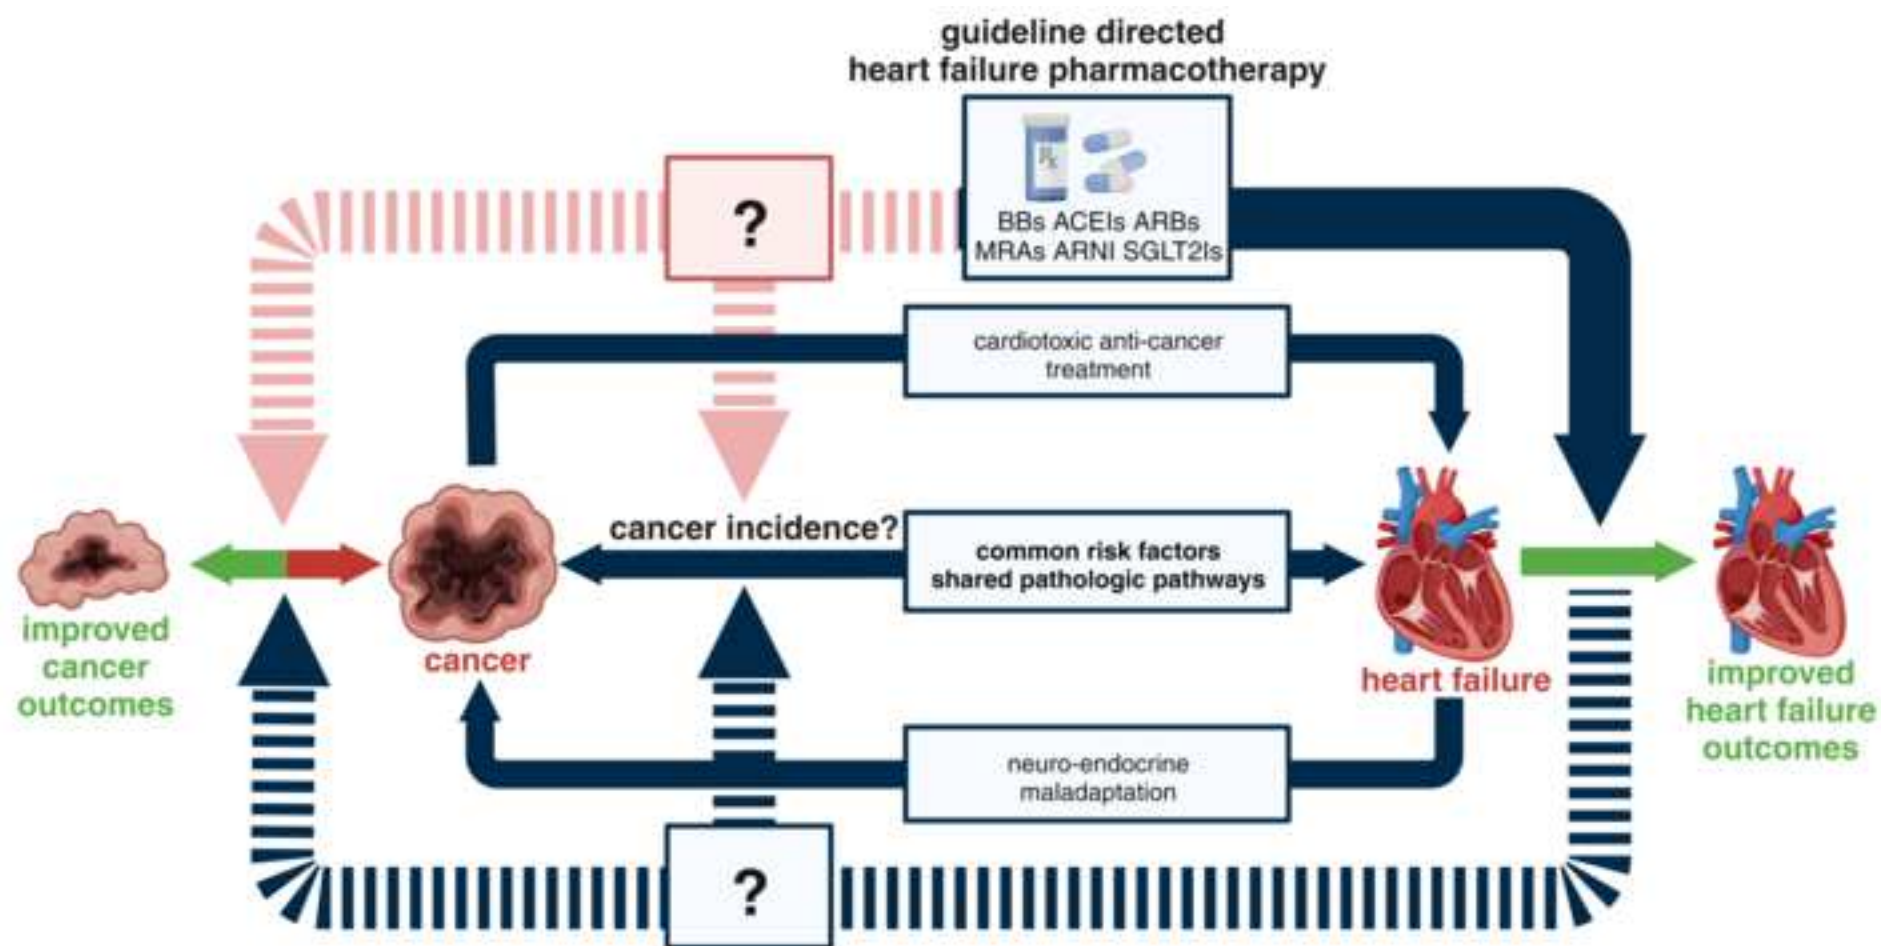 guideline directed
heart failure pharmacotherapy
Rx
BBs ACEIs ARBs
MRAs ARNI SGLT2Is
?
cardiotoxic anti-cancer
treatment
cancer incidence?
common risk factors
shared pathologic pathways
improved
cancer
outcomes
cancer
heart failure
improved
heart failure
outcomes
neuro-endocrine
maladaptation
?